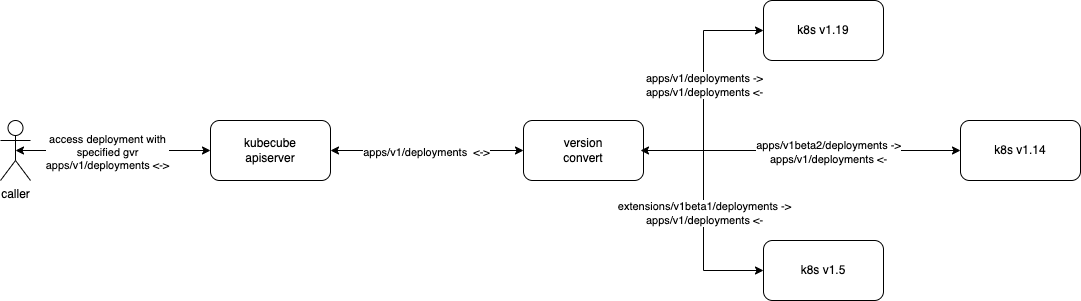 caller
access deployment with
specified gvr
apps/v1/deployments <->
kubecube
apiserver
apps/v1/deployments <->
version
convert
apps/v1/deployments ->
apps/v1/deployments <-
k8s v1.19
apps/v1beta2/deployments ->
apps/v1/deployments <-
k8s v1.14
extensions/v1beta1/deployments ->
apps/v1/deployments <-
k8s v1.5